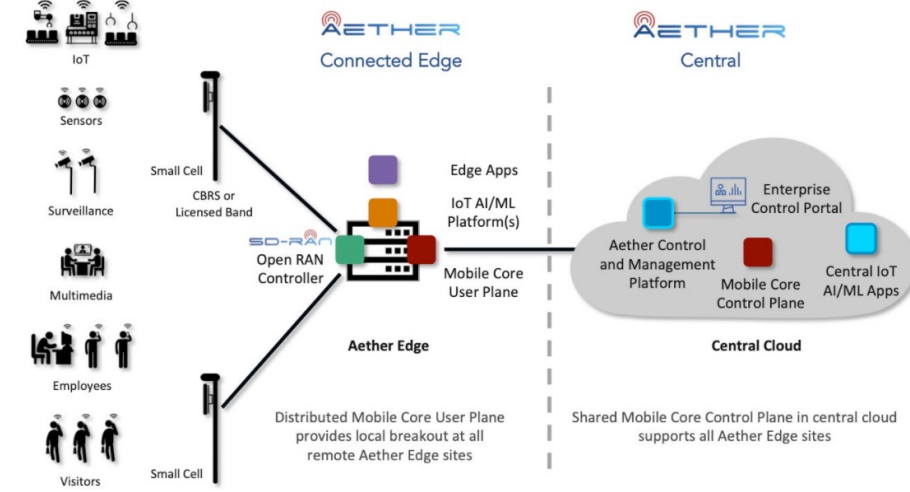 AETHER
Connected Edge
AETHER
Central
IoT
Sensors
Surveillance
Multimedia
Employees
Visitors
Small Cell
CBRS or
Licensed Band
Small Cell
Edge Apps
IoT AI/ML
Platform(s)
SD-RAN
Open RAN
Controller
Mobile Core
User Plane
Aether Edge
Distributed Mobile Core User Plane
provides local breakout at all
remote Aether Edge sites
Enterprise
Control Portal
Aether Control
and Management
Platform
Mobile Core
Control Plane
Central IoT
AI/ML Apps
Central Cloud
Shared Mobile Core Control Plane in central cloud
supports all Aether Edge sites